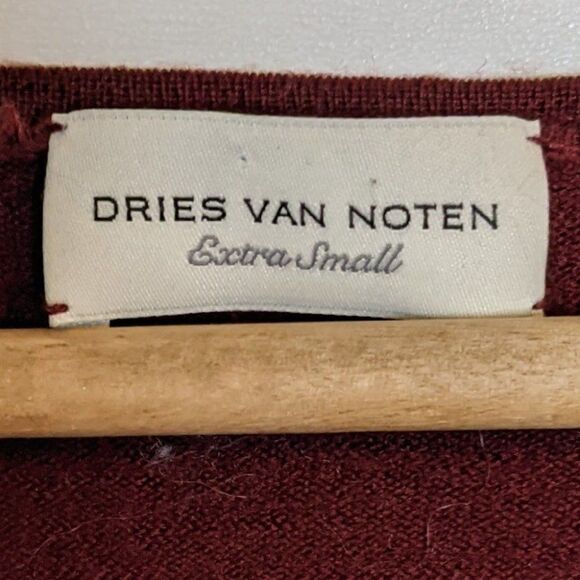 DRIES VAN NOTEN
Extra Small